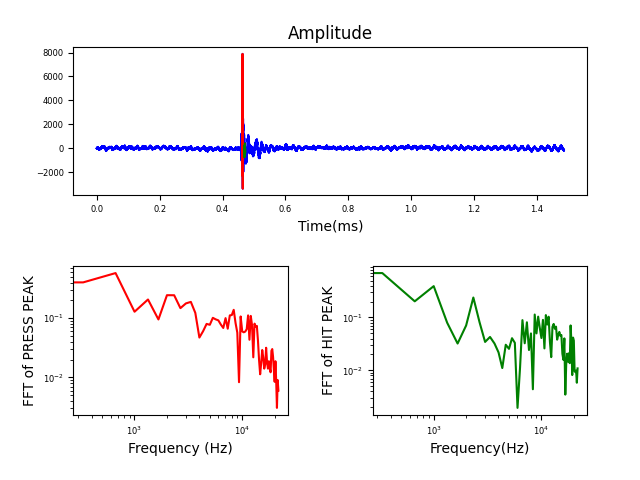 Amplitude
8000
6000
4000
2000
0
−2000
0.0 0.2 0.4 0.6 0.8 1.0 1.2 1.4
Time(ms)
FFT of PRESS PEAK
10⁻¹
10⁻²
10³ 10⁴
Frequency (Hz)
FFT of HIT PEAK
10⁻¹
10⁻²
10³ 10⁴
Frequency(Hz)